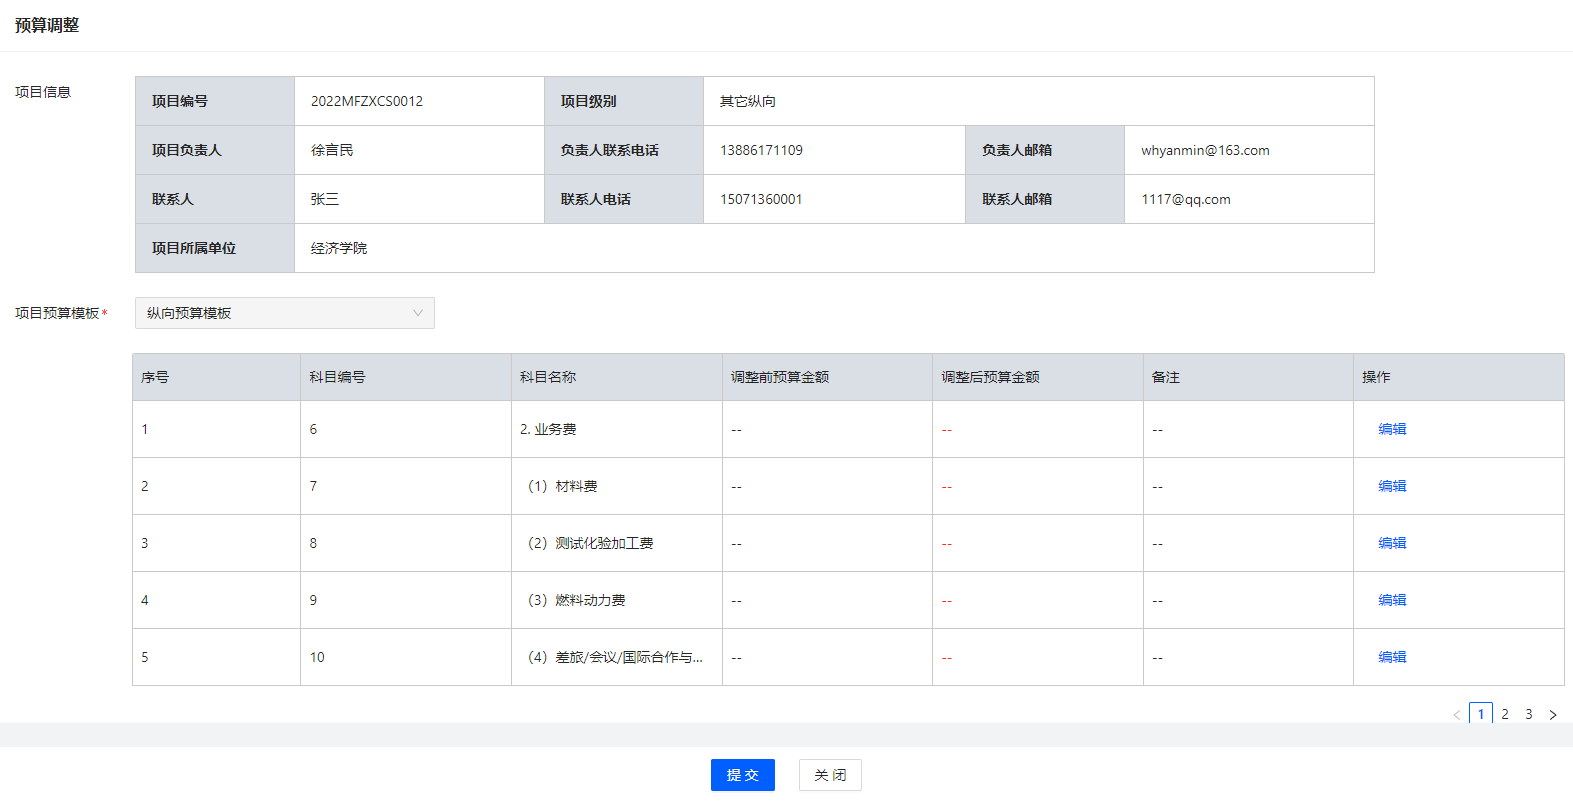 预算调整
项目信息
项目编号 2022MFZXCS0012 项目级别 其它纵向
项目负责人 徐言民 负责人联系电话 13886171109 负责人邮箱 whyanmin@163.com
联系人 张三 联系人电话 15071360001 联系人邮箱 1117@qq.com
项目所属单位 经济学院
项目预算模板* 纵向预算模板
序号 科目编号 科目名称 调整前预算金额 调整后预算金额 备注 操作
1 6 2. 业务费 -- -- -- 编辑
2 7 （1）材料费 -- -- -- 编辑
3 8 （2）测试化验加工费 -- -- -- 编辑
4 9 （3）燃料动力费 -- -- -- 编辑
5 10 （4）差旅/会议/国际合作与... -- -- -- 编辑
< 1 2 3 >
提 交 关 闭